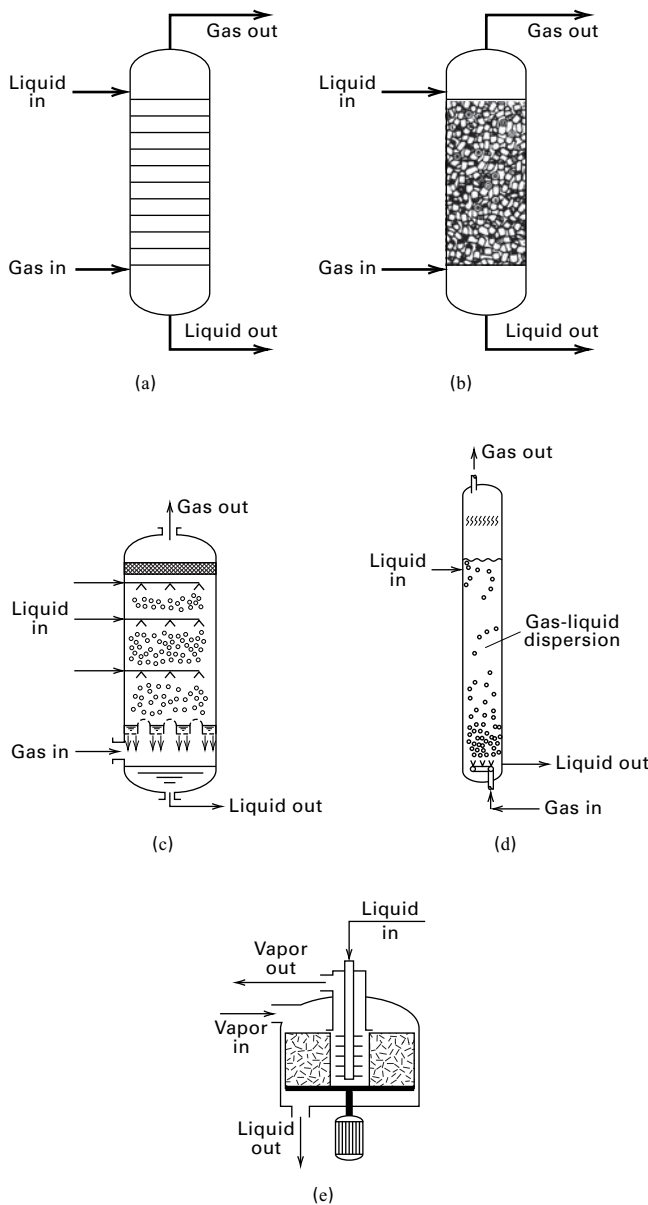 Gas out
Liquid
in
Gas in
Liquid out
(a)
Gas out
Liquid
in
Gas in
Liquid out
(b)
Gas out
Liquid
in
Gas in
Liquid out
(c)
Gas out
Liquid
in
Gas-liquid
dispersion
Liquid out
Gas in
(d)
Liquid
in
Vapor
out
Vapor
in
Liquid
out
(e)